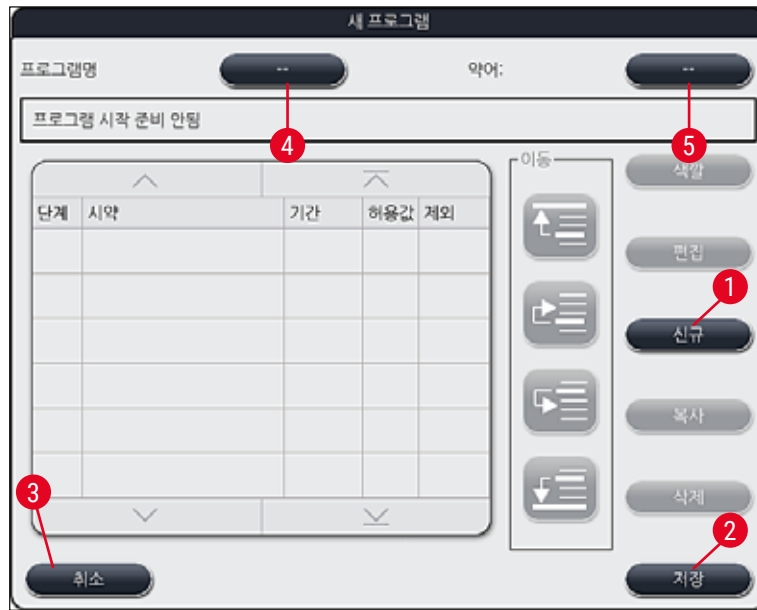 새 프로그램
프로그램명 -- 약어: --
프로그램 시작 준비 안됨
4 5
이동 색깔
단계 시약 기간 허용값 제외
편집
1
신규
복사
3 삭제
2
취소 저장